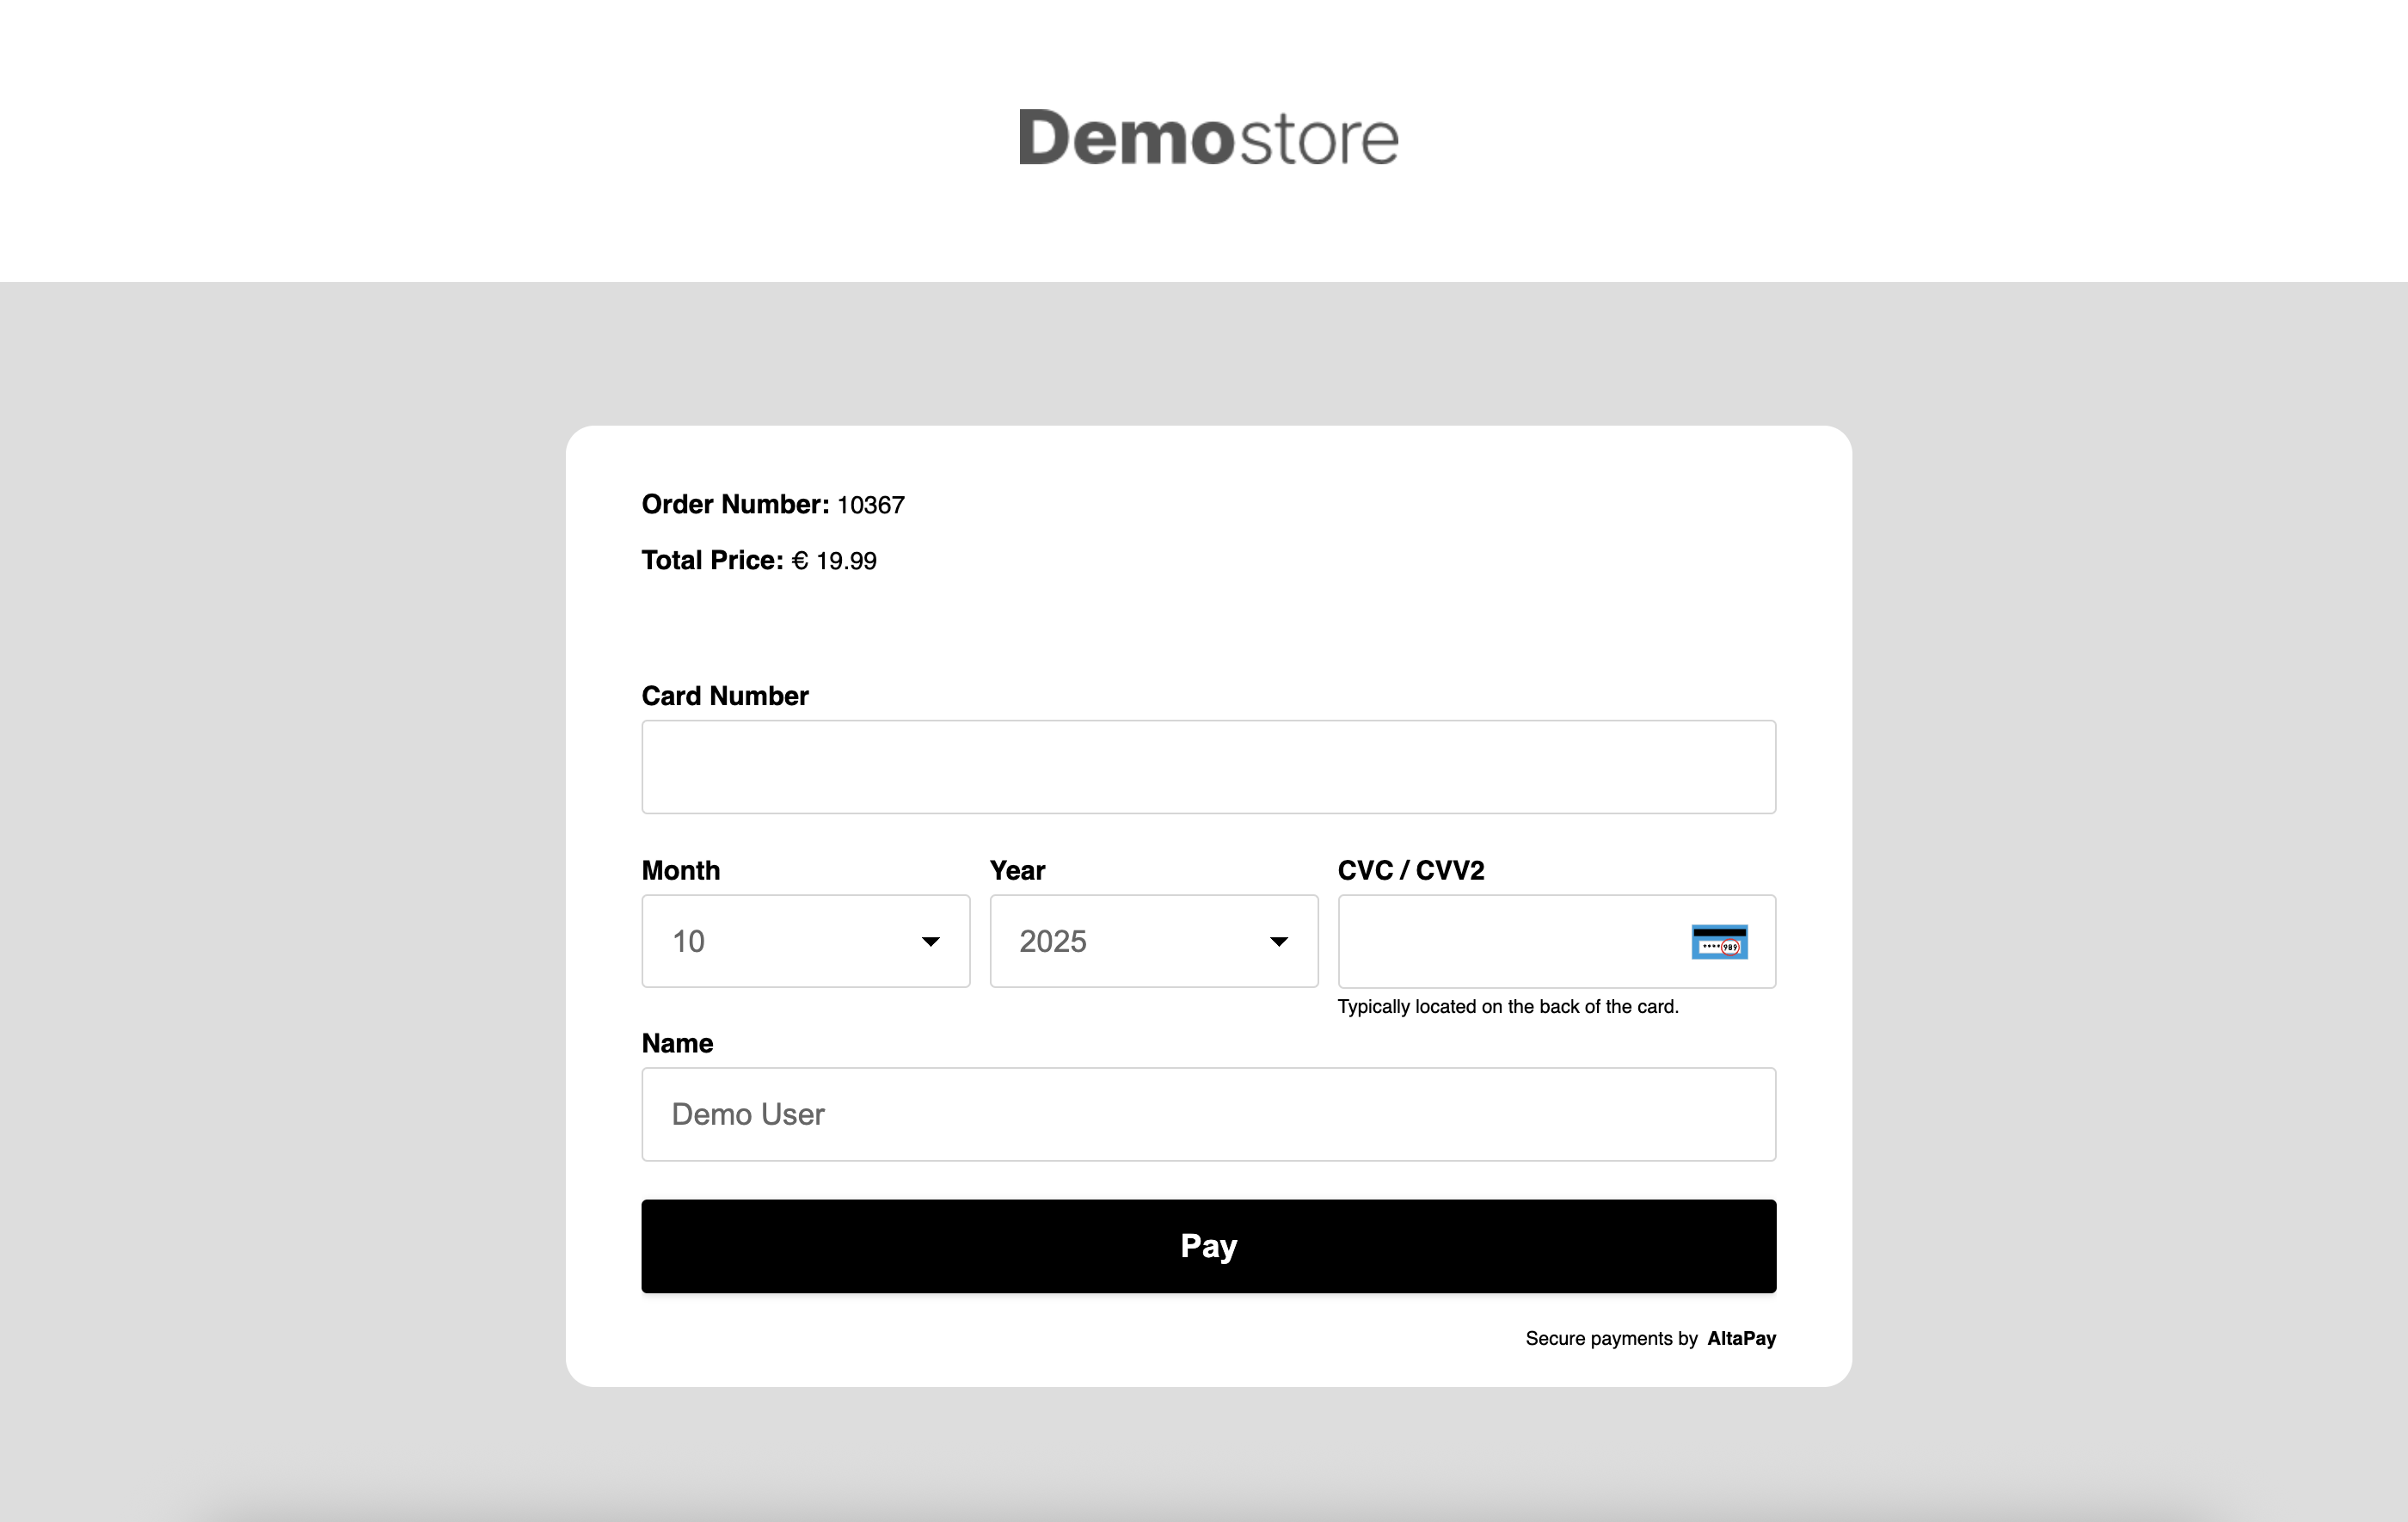 Demostore
Order Number: 10367
Total Price: € 19.99
Card Number
Month Year CVC / CVV2
10 2025 ****989
Typically located on the back of the card.
Name
Demo User
Pay
Secure payments by AltaPay